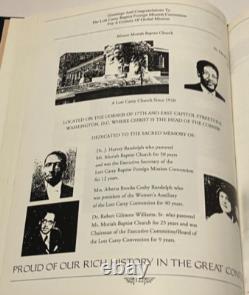 Greetings And Congratulations To
The Lott Carey Baptist Foreign Mission Convention
For A Century Of Global Mission
Mount Moriah Baptist Church
A Lott Carey Church Since 1926
LOCATED ON THE CORNER OF 17TH AND EAST CAPITOL STREETS
WASHINGTON, D.C. WHERE CHRIST IS THE HEAD OF THE CORNER
DEDICATED TO THE SACRED MEMORY OF:
Dr. J. Harvey Randolph who pastored
Mt. Moriah Baptist Church for 50 years
and was the Executive Secretary of the
Lott Carey Baptist Foreign Mission Convention
for 12 years.
Mrs. Alberta Brooks Cosby Randolph who
was President of the Women's Auxiliary
of the Lott Carey Convention for 40 years.
Dr. Robert Gilmore Williams, Sr. who pastored
Mt. Moriah Baptist Church for 25 years and was
Chairman of the Executive Committee/Board of
the Lott Carey Convention for 9 years.
PROUD OF OUR RICH HISTORY IN THE GREAT CON
ebay